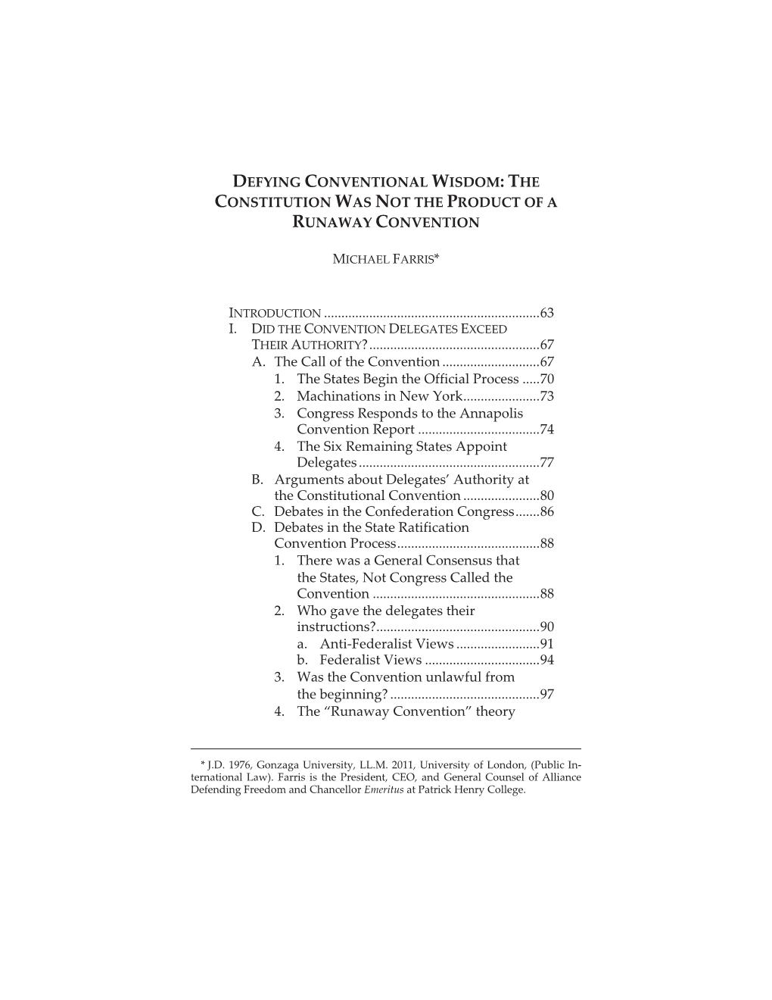 DEFYING CONVENTIONAL WISDOM: THE
CONSTITUTION WAS NOT THE PRODUCT OF A
RUNAWAY CONVENTION
MICHAEL FARRIS*
INTRODUCTION ..............................................................63
I. DID THE CONVENTION DELEGATES EXCEED
THEIR AUTHORITY? .................................................67
A. The Call of the Convention ............................67
1. The States Begin the Official Process .....70
2. Machinations in New York......................73
3. Congress Responds to the Annapolis
Convention Report ...................................74
4. The Six Remaining States Appoint
Delegates ....................................................77
B. Arguments about Delegates’ Authority at
the Constitutional Convention ......................80
C. Debates in the Confederation Congress.......86
D. Debates in the State Ratification
Convention Process.........................................88
1. There was a General Consensus that
the States, Not Congress Called the
Convention ................................................88
2. Who gave the delegates their
instructions?...............................................90
a. Anti-Federalist Views ........................91
b. Federalist Views .................................94
3. Was the Convention unlawful from
the beginning? ...........................................97
4. The “Runaway Convention” theory
* J.D. 1976, Gonzaga University, LL.M. 2011, University of London, (Public In-
ternational Law). Farris is the President, CEO, and General Counsel of Alliance
Defending Freedom and Chancellor Emeritus at Patrick Henry College.